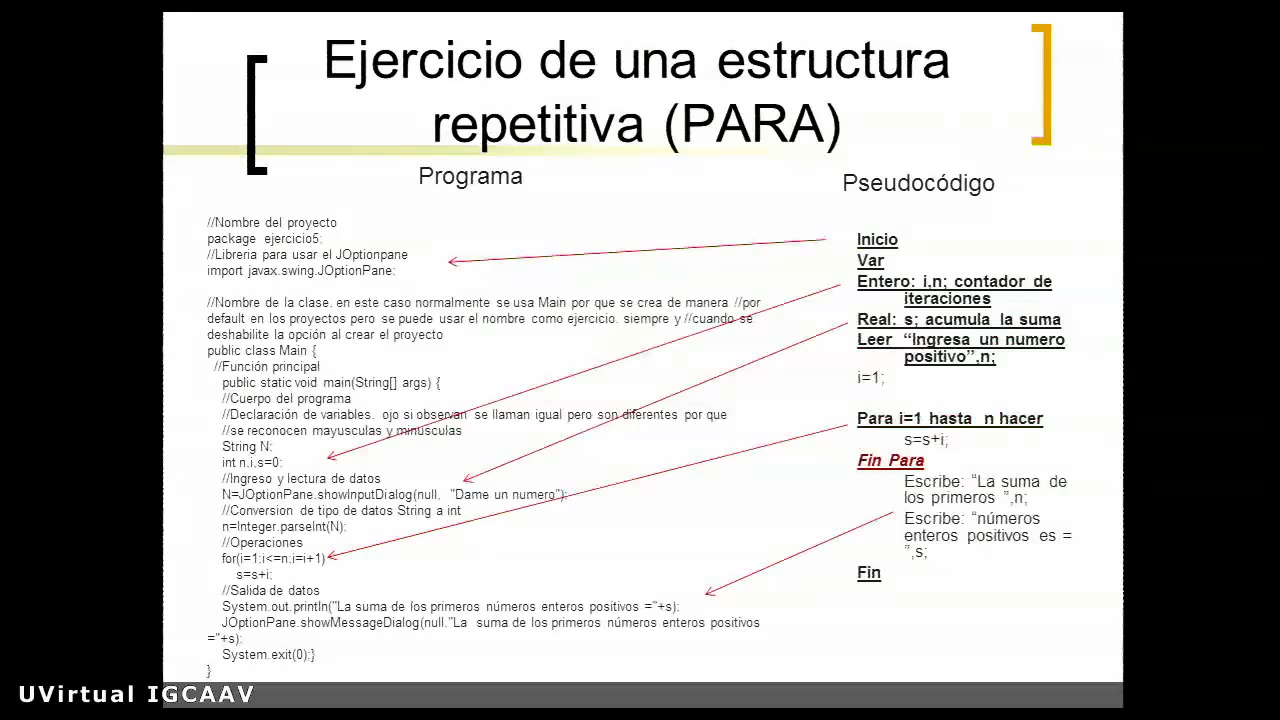 Ejercicio de una estructura
repetitiva (PARA)
Programa
//Nombre del proyecto
package ejercicio5;
//Libreria para usar el JOptionpane
import javax.swing.JOptionPane;
//Nombre de la clase. en este caso normalmente se usa Main por que se crea de manera //por
default en los proyectos pero se puede usar el nombre como ejercicio. siempre y //cuando se
deshabilite la opción al crear el proyecto
public class Main {
//Función principal
public static void main(String[] args) {
//Cuerpo del programa
//Declaración de variables. ojo si observan se llaman igual pero son diferentes por que
//se reconocen mayusculas y minúsculas
String N;
int n,i,s=0;
//Ingreso y lectura de datos
N=JOptionPane.showInputDialog(null, "Dame un numero");
//Conversion de tipo de datos String a int
n=Integer.parseInt(N);
//Operaciones
for(i=1;i<=n;i=i+1)
s=s+i;
//Salida de datos
System.out.println("La suma de los primeros números enteros positivos ="+s);
JOptionPane.showMessageDialog(null,"La suma de los primeros números enteros positivos
="+s);
System.exit(0);}
}
Pseudocódigo
Inicio
Var
Entero: i,n; contador de
iteraciones
Real: s; acumula la suma
Leer “Ingresa un numero
positivo”,n;
i=1;
Para i=1 hasta n hacer
s=s+i;
Fin Para
Escribe: “La suma de
los primeros ”,n;
Escribe: “números
enteros positivos es =
”,s;
Fin
UVirtual IGCAAV